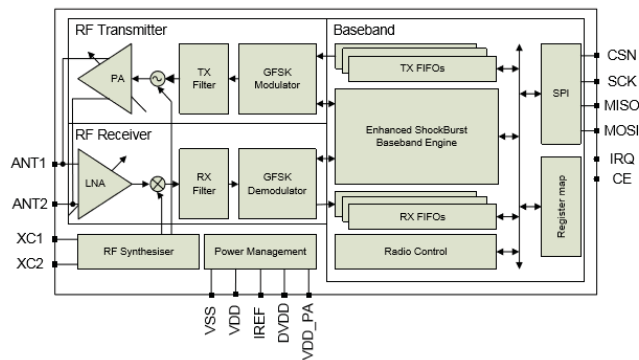 RF Transmitter
Baseband
PA
TX
Filter
GFSK
Modulator
TX FIFOs
SPI
CSN
SCK
MISO
MOSI
IRQ
CE
RF Receiver
Enhanced ShockBurst
Baseband Engine
ANT1
ANT2
LNA
RX
Filter
GFSK
Demodulator
RX FIFOs
Register map
XC1
XC2
RF Synthesiser
Power Management
Radio Control
VSS
VDD
IREF
DVDD
VDD_PA